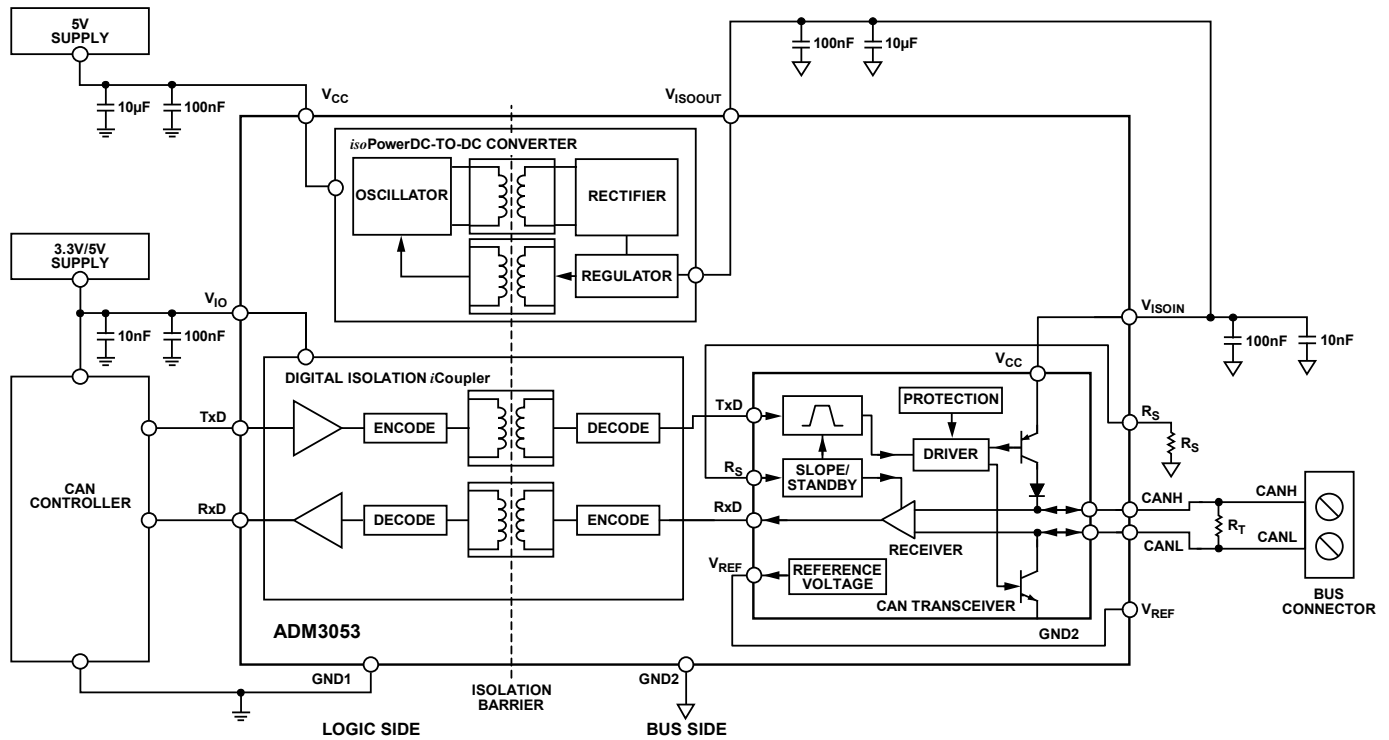 5V
SUPPLY
10µF
100nF
VCC
VISOOUT
100nF
10µF
isoPowerDC-TO-DC CONVERTER
OSCILLATOR
RECTIFIER
REGULATOR
3.3V/5V
SUPPLY
VIO
10nF
100nF
VISOIN
100nF
10nF
DIGITAL ISOLATION iCoupler
VCC
TxD
ENCODE
DECODE
TxD
PROTECTION
DRIVER
RS
RS
RS
SLOPE/
STANDBY
CAN
CONTROLLER
RxD
DECODE
ENCODE
RxD
RECEIVER
CANH
CANH
RT
CANL
CANL
VREF
REFERENCE
VOLTAGE
CAN TRANSCEIVER
BUS
CONNECTOR
VREF
GND2
ADM3053
GND1
ISOLATION
BARRIER
GND2
LOGIC SIDE
BUS SIDE